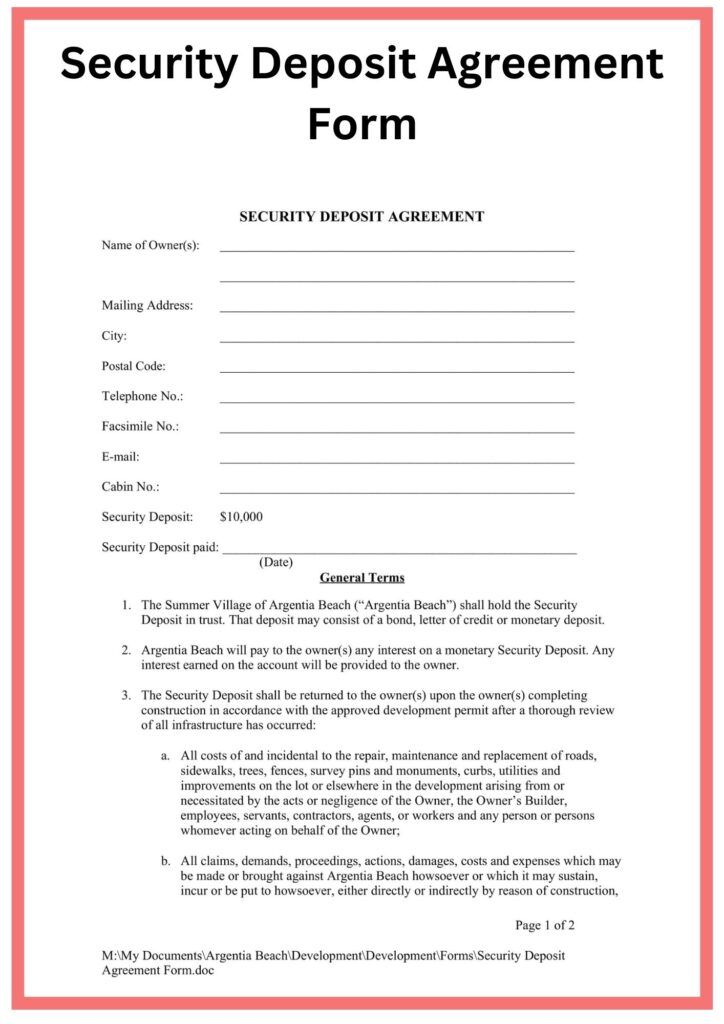 Security Deposit Agreement
Form
SECURITY DEPOSIT AGREEMENT
Name of Owner(s):
Mailing Address:
City:
Postal Code:
Telephone No.:
Facsimile No.:
E-mail:
Cabin No.:
Security Deposit: $10,000
Security Deposit paid:
(Date)
General Terms
1. The Summer Village of Argentia Beach (“Argentia Beach”) shall hold the Security
Deposit in trust. That deposit may consist of a bond, letter of credit or monetary deposit.
2. Argentia Beach will pay to the owner(s) any interest on a monetary Security Deposit. Any
interest earned on the account will be provided to the owner.
3. The Security Deposit shall be returned to the owner(s) upon the owner(s) completing
construction in accordance with the approved development permit after a thorough review
of all infrastructure has occurred:
a. All costs of and incidental to the repair, maintenance and replacement of roads,
sidewalks, trees, fences, survey pins and monuments, curbs, utilities and
improvements on the lot or elsewhere in the development arising from or
necessitated by the acts or negligence of the Owner, the Owner’s Builder,
employees, servants, contractors, agents, or workers and any person or persons
whomever acting on behalf of the Owner;
b. All claims, demands, proceedings, actions, damages, costs and expenses which may
be made or brought against Argentia Beach howsoever or which it may sustain,
incur or be put to howsoever, either directly or indirectly by reason of construction,
Page 1 of 2
M:\My Documents\Argentia Beach\Development\Development\Forms\Security Deposit
Agreement Form.doc